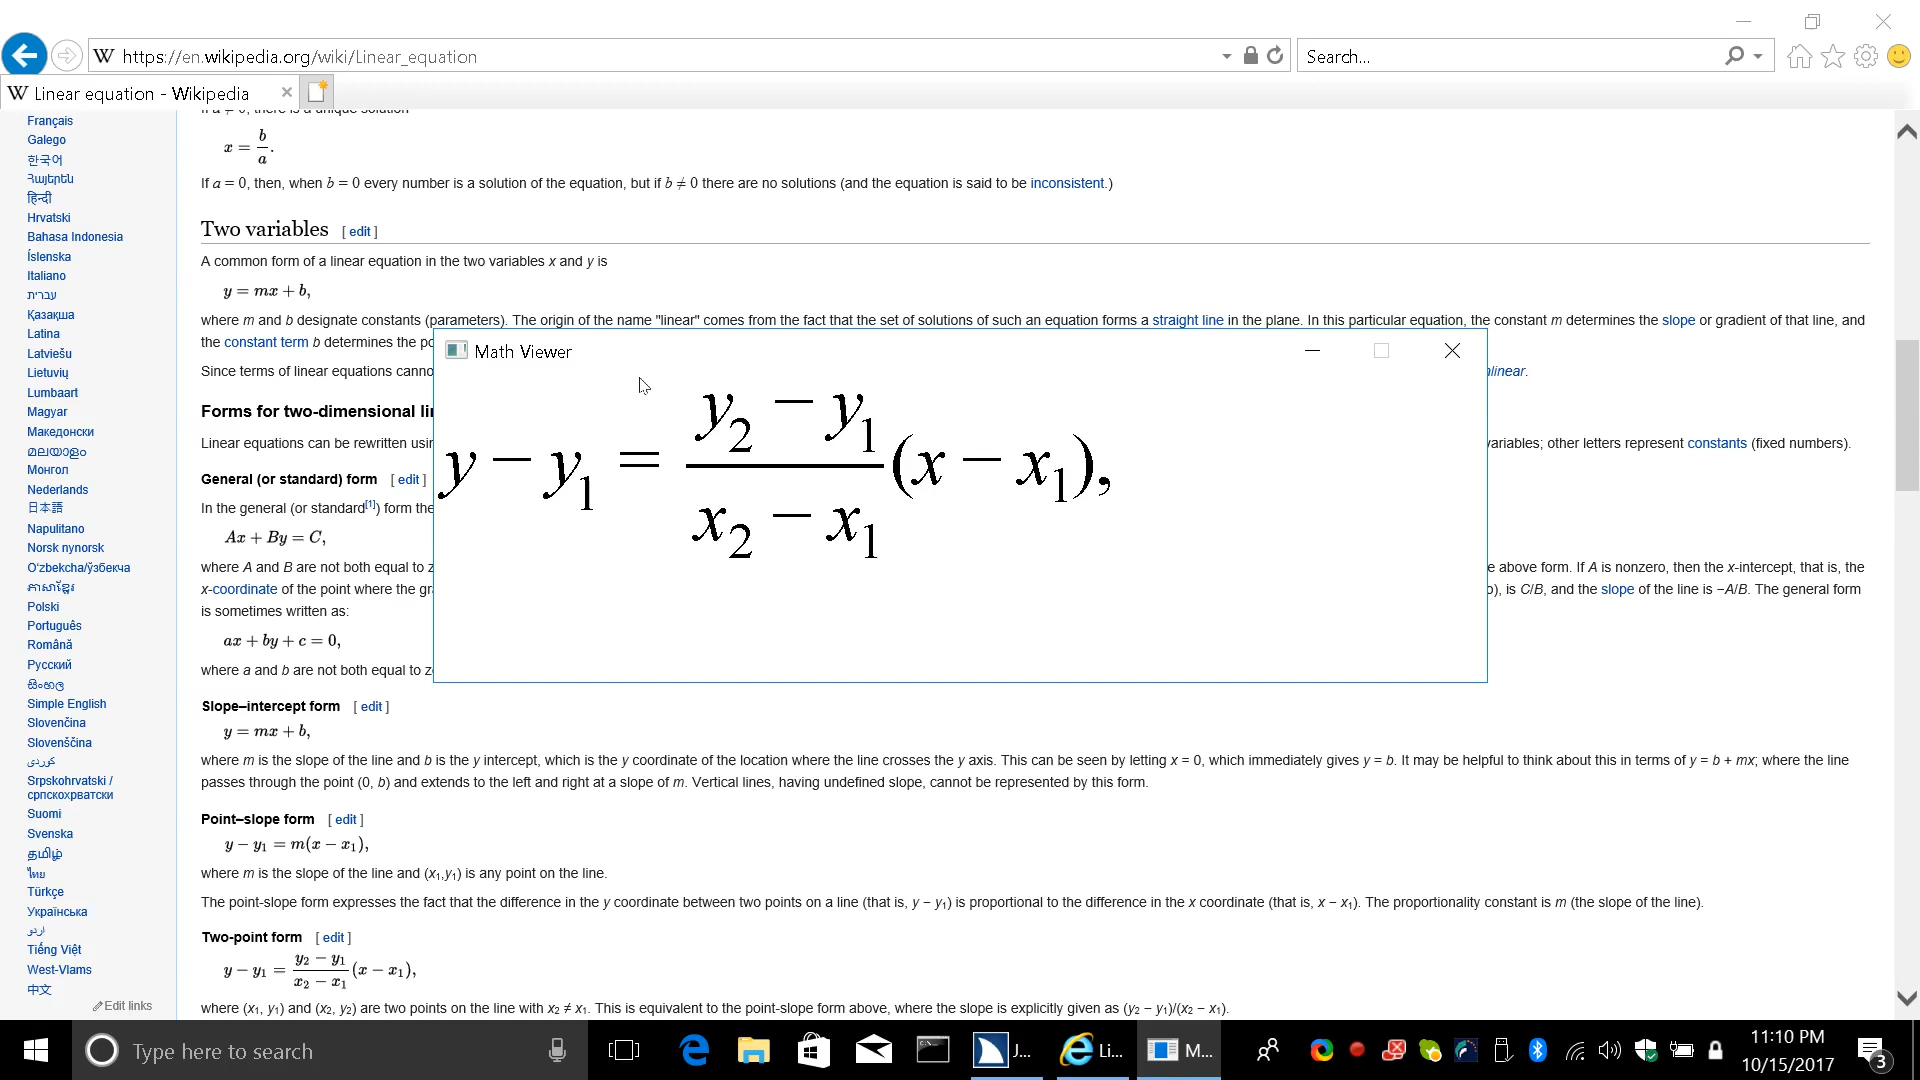 https://en.wikipedia.org/wiki/Linear_equation
Search...
Linear equation - Wikipedia
Français
Galego
한국어
Հայերեն
हिन्दी
Hrvatski
Bahasa Indonesia
Íslenska
Italiano
עברית
Қазақша
Latina
Latviešu
Lietuvių
Lumbaart
Magyar
Македонски
മലയാളം
Монгол
Nederlands
日本語
Napulitano
Norsk nynorsk
Oʻzbekcha/ўзбекча
ភាសាខ្មែរ
Polski
Português
Română
Русский
සිංහල
Simple English
Slovenčina
Slovenščina
کوردی
Srpskohrvatski /
српскохрватски
Suomi
Svenska
தமிழ்
ไทย
Türkçe
Українська
اردو
Tiếng Việt
West-Vlams
中文
Edit links
If a ≠ 0, there is a unique solution
x = b/a.
If a = 0, then, when b = 0 every number is a solution of the equation, but if b ≠ 0 there are no solutions (and the equation is said to be inconsistent.)
Two variables [ edit ]
A common form of a linear equation in the two variables x and y is
y = mx + b,
where m and b designate constants (parameters). The origin of the name "linear" comes from the fact that the set of solutions of such an equation forms a straight line in the plane. In this particular equation, the constant m determines the slope or gradient of that line, and
the constant term b determines the po
Since terms of linear equations canno
nlinear.
Forms for two-dimensional li
Linear equations can be rewritten usin
variables; other letters represent constants (fixed numbers).
General (or standard) form [ edit ]
In the general (or standard[1]) form the
Ax + By = C,
where A and B are not both equal to z
e above form. If A is nonzero, then the x-intercept, that is, the
x-coordinate of the point where the gr
o), is C/B, and the slope of the line is −A/B. The general form
is sometimes written as:
ax + by + c = 0,
where a and b are not both equal to z
Math Viewer
y − y₁ = (y₂ − y₁)/(x₂ − x₁)(x − x₁),
Slope–intercept form [ edit ]
y = mx + b,
where m is the slope of the line and b is the y intercept, which is the y coordinate of the location where the line crosses the y axis. This can be seen by letting x = 0, which immediately gives y = b. It may be helpful to think about this in terms of y = b + mx; where the line
passes through the point (0, b) and extends to the left and right at a slope of m. Vertical lines, having undefined slope, cannot be represented by this form.
Point–slope form [ edit ]
y − y₁ = m(x − x₁),
where m is the slope of the line and (x₁,y₁) is any point on the line.
The point-slope form expresses the fact that the difference in the y coordinate between two points on a line (that is, y − y₁) is proportional to the difference in the x coordinate (that is, x − x₁). The proportionality constant is m (the slope of the line).
Two-point form [ edit ]
y − y₁ = (y₂ − y₁)/(x₂ − x₁)(x − x₁),
where (x₁, y₁) and (x₂, y₂) are two points on the line with x₂ ≠ x₁. This is equivalent to the point-slope form above, where the slope is explicitly given as (y₂ − y₁)/(x₂ − x₁).
Type here to search
J...
Li...
M...
11:10 PM
10/15/2017
3